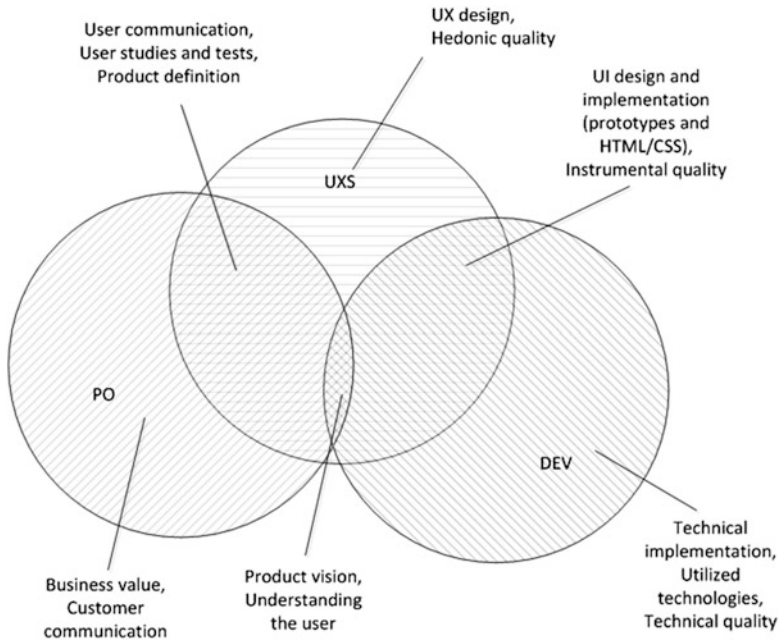 User communication,
User studies and tests,
Product definition
UX design,
Hedonic quality
UI design and
implementation
(prototypes and
HTML/CSS),
Instrumental quality
UXS
PO
DEV
Business value,
Customer
communication
Product vision,
Understanding
the user
Technical
implementation,
Utilized
technologies,
Technical quality